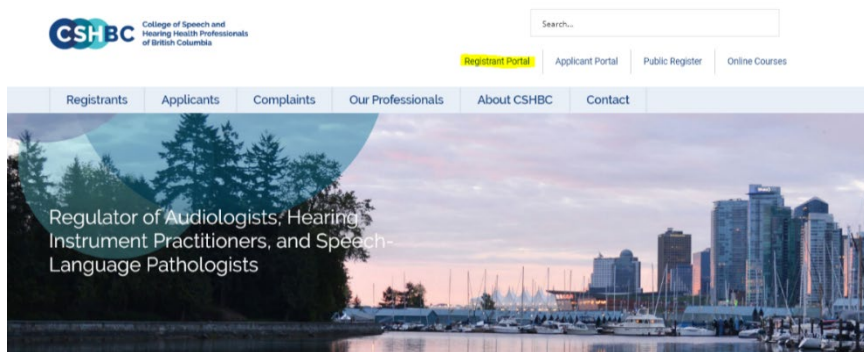 CSHBC
College of Speech and
Hearing Health Professionals
of British Columbia
Search...
Registrant Portal
Applicant Portal
Public Register
Online Courses
Registrants
Applicants
Complaints
Our Professionals
About CSHBC
Contact
Regulator of Audiologists, Hearing
Instrument Practitioners, and Speech-
Language Pathologists